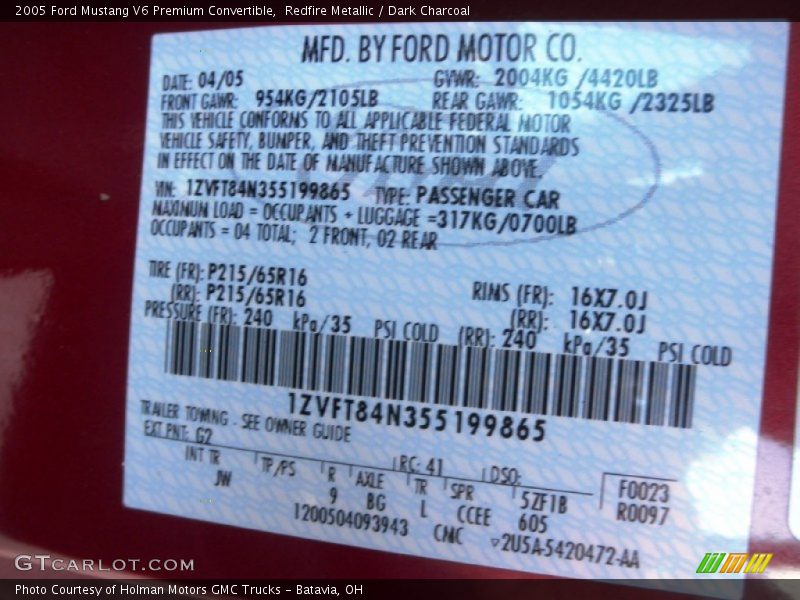 2005 Ford Mustang V6 Premium Convertible, Redfire Metallic / Dark Charcoal
MFD. BY FORD MOTOR CO.
DATE: 04/05 GVWR: 2004KG /4420LB
FRONT GAWR: 954KG/2105LB REAR GAWR: 1054KG /2325LB
THIS VEHICLE CONFORMS TO ALL APPLICABLE FEDERAL MOTOR
VEHICLE SAFETY, BUMPER, AND THEFT PREVENTION STANDARDS
IN EFFECT ON THE DATE OF MANUFACTURE SHOWN ABOVE.
VIN: 1ZVFT84N355199865 TYPE: PASSENGER CAR
MAXIMUM LOAD = OCCUPANTS + LUGGAGE =317KG/0700LB
OCCUPANTS = 04 TOTAL; 2 FRONT, 02 REAR
TIRE (FR): P215/65R16 RIMS (FR): 16X7.0J
(RR): P215/65R16 (RR): 16X7.0J
PRESSURE (FR): 240 kPa/35 PSI COLD (RR): 240 kPa/35 PSI COLD
1ZVFT84N355199865
TRAILER TOWING - SEE OWNER GUIDE
EXT PNT: G2 RC: 41 DSO: F0023
INT TR TP/PS R AXLE TR SPR 5ZF1B R0097
JW 9 BG L CCEE 605
1200504093943 CMC ▽2U5A-5420472-AA
GTCARLOT.COM
Photo Courtesy of Holman Motors GMC Trucks - Batavia, OH